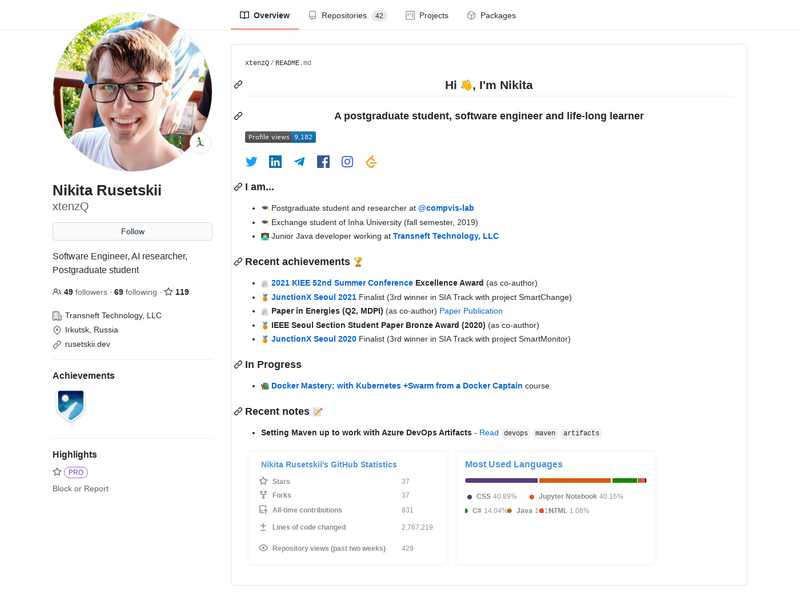 Overview
Repositories 42
Projects
Packages
Nikita Rusetskii
xtenzQ
Follow
Software Engineer, AI researcher,
Postgraduate student
49 followers · 69 following · 119
Transneft Technology, LLC
Irkutsk, Russia
rusetskii.dev
Achievements
Highlights
PRO
Block or Report
xtenzQ / README.md
Hi 👋, I'm Nikita
A postgraduate student, software engineer and life-long learner
Profile views 9,182
I am...
Postgraduate student and researcher at @compvis-lab
Exchange student of Inha University (fall semester, 2019)
Junior Java developer working at Transneft Technology, LLC
Recent achievements 🏆
2021 KIEE 52nd Summer Conference Excellence Award (as co-author)
JunctionX Seoul 2021 Finalist (3rd winner in SIA Track with project SmartChange)
Paper in Energies (Q2, MDPI) (as co-author) Paper Publication
IEEE Seoul Section Student Paper Bronze Award (2020) (as co-author)
JunctionX Seoul 2020 Finalist (3rd winner in SIA Track with project SmartMonitor)
In Progress
Docker Mastery: with Kubernetes +Swarm from a Docker Captain course
Recent notes 📝
Setting Maven up to work with Azure DevOps Artifacts - Read devops maven artifacts
Nikita Rusetskii's GitHub Statistics
Stars 37
Forks 37
All-time contributions 831
Lines of code changed 2,767,219
Repository views (past two weeks) 429
Most Used Languages
CSS 40.89% Jupyter Notebook 40.16%
C# 14.04% Java HTML 1.08%